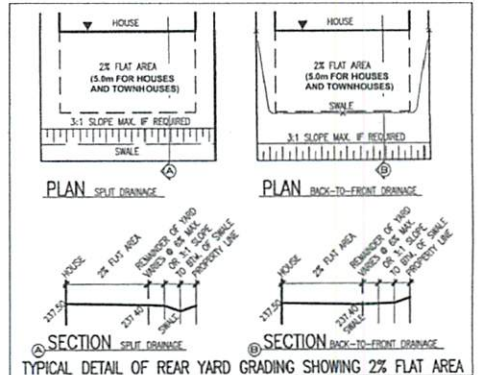 HOUSE
2% FLAT AREA
(5.0m FOR HOUSES
AND TOWNHOUSES)
3:1 SLOPE MAX. IF REQUIRED
SWALE
A
PLAN SPLIT DRAINAGE
HOUSE
2% FLAT AREA
(5.0m FOR HOUSES
AND TOWNHOUSES)
SWALE
3:1 SLOPE MAX. IF REQUIRED
B
PLAN BACK-TO-FRONT DRAINAGE
HOUSE
2% FLAT AREA
REMAINDER OF YARD
VARIES @ 6% MAX.
OR 3:1 SLOPE
TO BTM. OF SWALE
PROPERTY LINE
237.50
237.40
SWALE
A SECTION SPLIT DRAINAGE
HOUSE
2% FLAT AREA
REMAINDER OF YARD
VARIES @ 6% MAX.
OR 3:1 SLOPE
TO BTM. OF SWALE
PROPERTY LINE
237.50
237.40
SWALE
B SECTION BACK-TO-FRONT DRAINAGE
TYPICAL DETAIL OF REAR YARD GRADING SHOWING 2% FLAT AREA